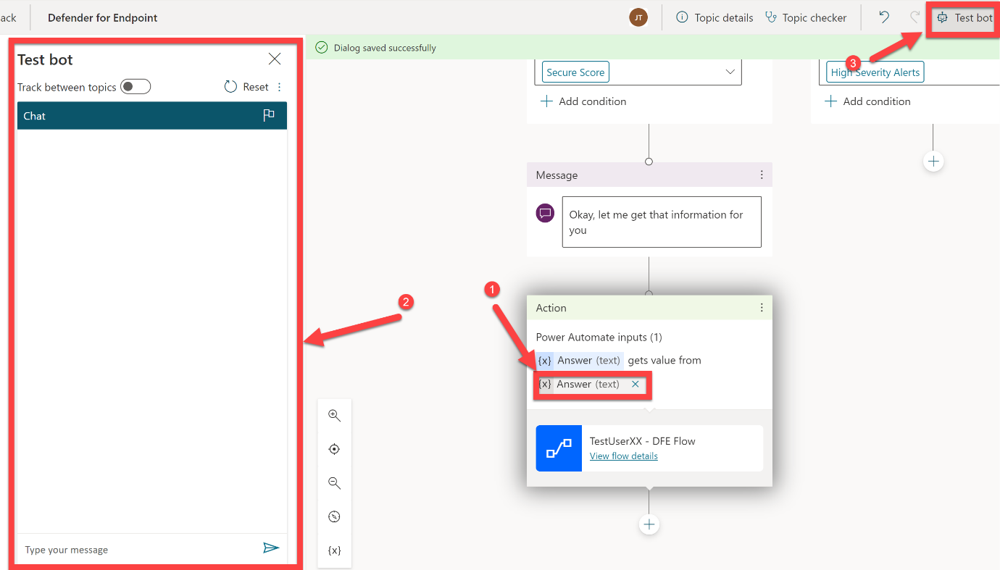 ack
Defender for Endpoint
JT
Topic details
Topic checker
Test bot
Test bot
Track between topics
Reset
Chat
Type your message
Dialog saved successfully
3
Secure Score
Add condition
High Severity Alerts
Add condition
Message
Okay, let me get that information for
you
2
1
Action
Power Automate inputs (1)
{x} Answer (text) gets value from
{x} Answer (text)
TestUserXX - DFE Flow
View flow details
{x}